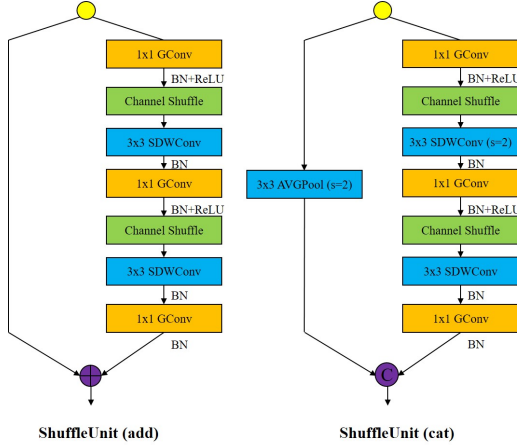 1x1 GConv
BN+ReLU
Channel Shuffle
3x3 SDWConv
BN
1x1 GConv
BN+ReLU
Channel Shuffle
3x3 SDWConv
BN
1x1 GConv
BN
ShuffleUnit (add)
3x3 AVGPool (s=2)
1x1 GConv
BN+ReLU
Channel Shuffle
3x3 SDWConv (s=2)
BN
1x1 GConv
BN+ReLU
Channel Shuffle
3x3 SDWConv
BN
1x1 GConv
BN
C
ShuffleUnit (cat)